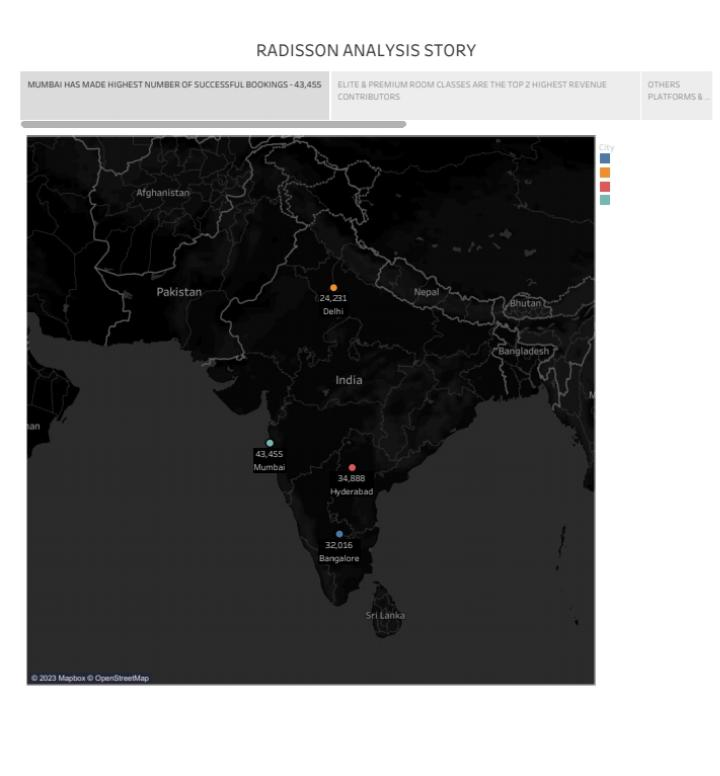 RADISSON ANALYSIS STORY
MUMBAI HAS MADE HIGHEST NUMBER OF SUCCESSFUL BOOKINGS - 43,455
ELITE & PREMIUM ROOM CLASSES ARE THE TOP 2 HIGHEST REVENUE
CONTRIBUTORS
OTHERS
PLATFORMS & ...
City
Afghanistan
Pakistan
24,231
Delhi
Nepal
Bhutan
Bangladesh
India
M
an
43,455
Mumbai
34,888
Hyderabad
32,016
Bangalore
Sri Lanka
© 2023 Mapbox © OpenStreetMap